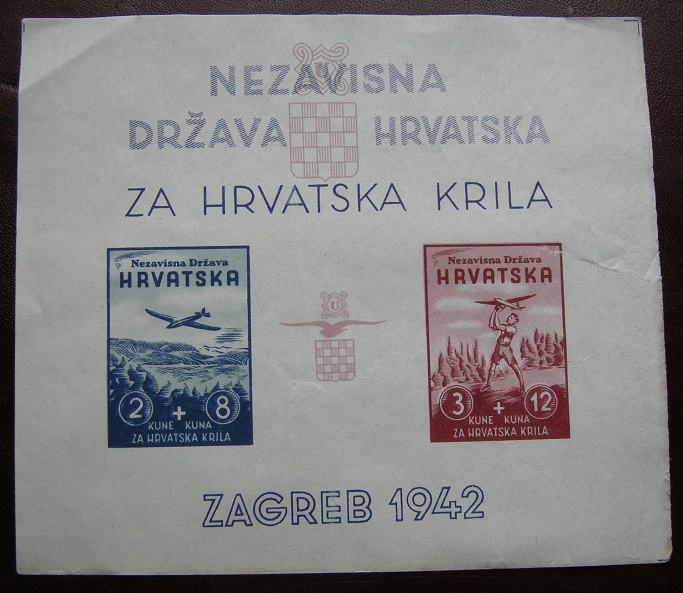 U
NEZAVISNA
DRŽAVA HRVATSKA
ZA HRVATSKA KRILA
Nezavisna Država
HRVATSKA
2 + 8
KUNE KUNA
ZA HRVATSKA KRILA
U
Nezavisna Država
HRVATSKA
3 + 12
KUNE KUNA
ZA HRVATSKA KRILA
ZAGREB 1942